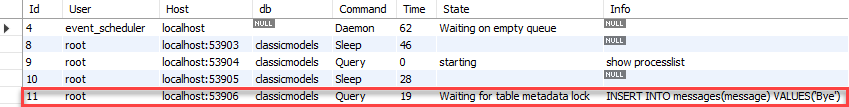 Id User Host db Command Time State Info
4 event_scheduler localhost NULL Daemon 62 Waiting on empty queue NULL
8 root localhost:53903 classicmodels Sleep 46 NULL
9 root localhost:53904 classicmodels Query 0 starting show processlist
10 root localhost:53905 classicmodels Sleep 28 NULL
11 root localhost:53906 classicmodels Query 19 Waiting for table metadata lock INSERT INTO messages(message) VALUES('Bye')